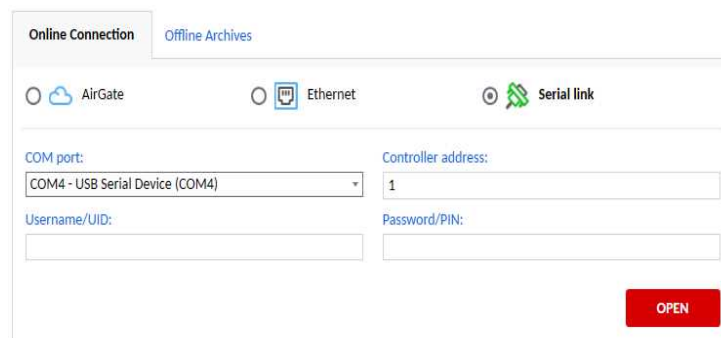 Online Connection Offline Archives
AirGate Ethernet Serial link
COM port: Controller address:
COM4 - USB Serial Device (COM4) 1
Username/UID: Password/PIN:
OPEN